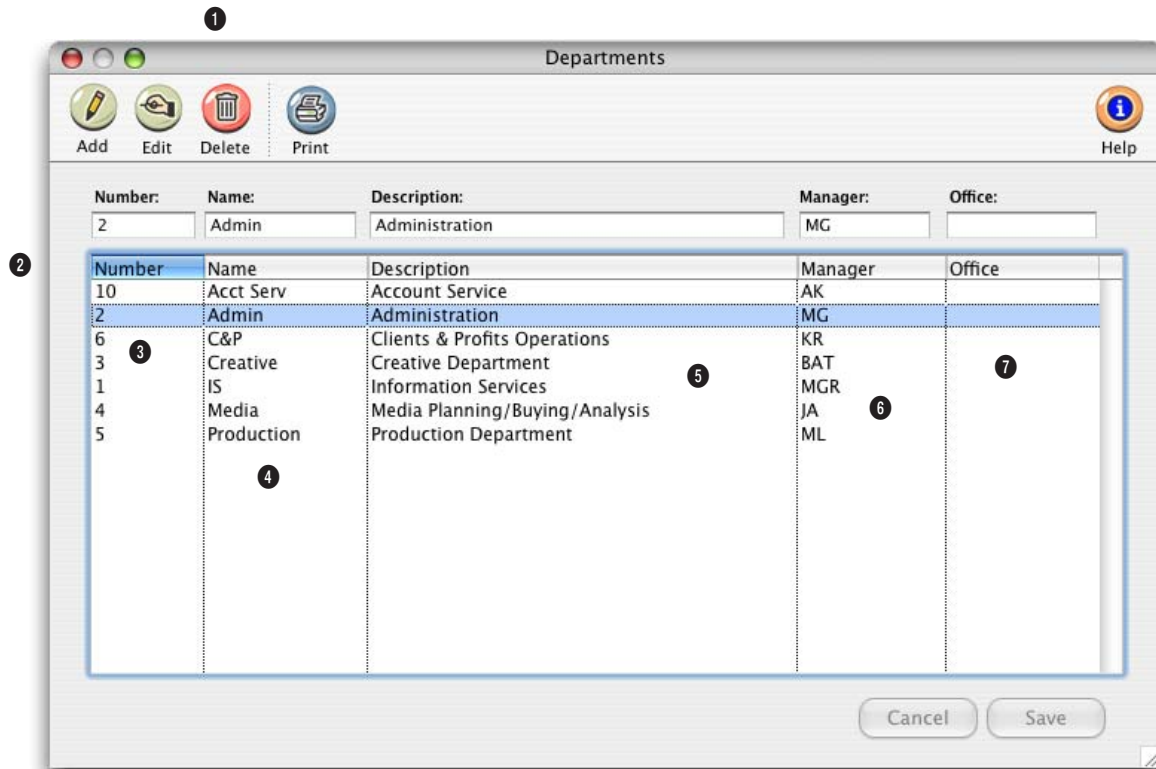 1
Departments
Add Edit Delete Print Help
Number: Name: Description: Manager: Office:
2 Admin Administration MG
2
Number Name Description Manager Office
10 Acct Serv Account Service AK
2 Admin Administration MG
6 C&P Clients & Profits Operations KR
3
3 Creative Creative Department BAT
5
7
1 IS Information Services MGR
4 Media Media Planning/Buying/Analysis JA
6
5 Production Production Department ML
4
Cancel Save